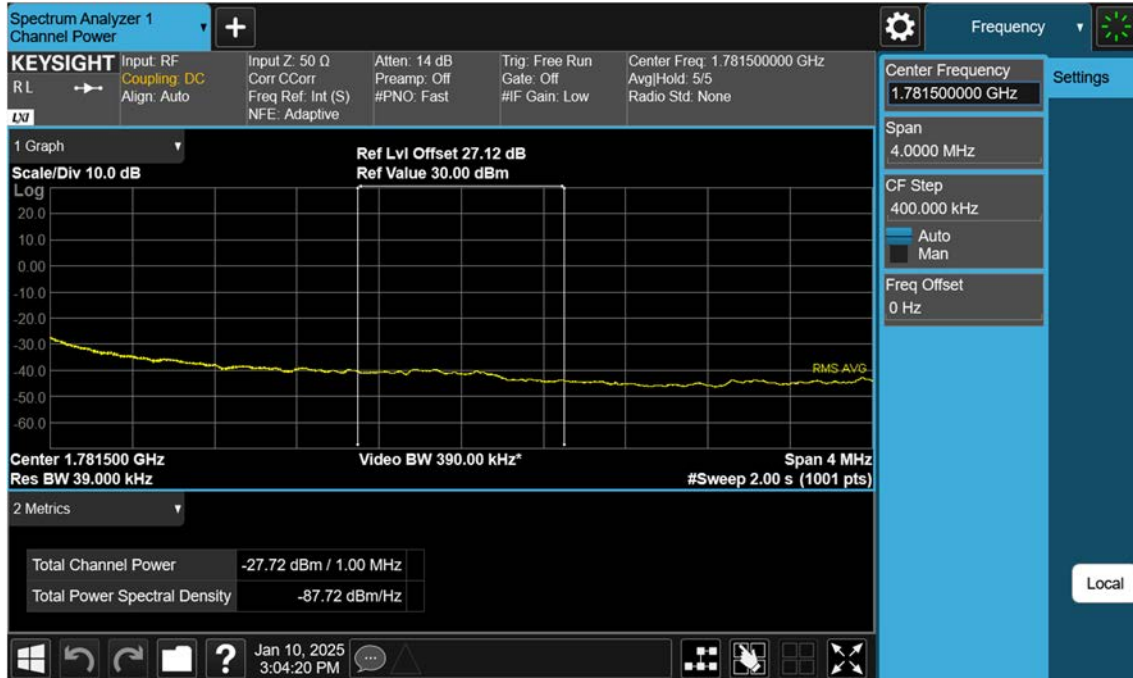 Spectrum Analyzer 1
Channel Power
Frequency
KEYSIGHT
RL
LXI
Input: RF
Coupling: DC
Align: Auto
Input Z: 50 Ω
Corr CCorr
Freq Ref: Int (S)
NFE: Adaptive
Atten: 14 dB
Preamp: Off
#PNO: Fast
Trig: Free Run
Gate: Off
#IF Gain: Low
Center Freq: 1.781500000 GHz
Avg|Hold: 5/5
Radio Std: None
Center Frequency
1.781500000 GHz
Settings
Span
4.0000 MHz
CF Step
400.000 kHz
Auto
Man
Freq Offset
0 Hz
Local
1 Graph
Scale/Div 10.0 dB
Ref Lvl Offset 27.12 dB
Ref Value 30.00 dBm
Log
20.0
10.0
0.00
-10.0
-20.0
-30.0
-40.0
-50.0
-60.0
RMS AVG
Center 1.781500 GHz
Video BW 390.00 kHz*
Span 4 MHz
Res BW 39.000 kHz
#Sweep 2.00 s (1001 pts)
2 Metrics
Total Channel Power -27.72 dBm / 1.00 MHz
Total Power Spectral Density -87.72 dBm/Hz
?
Jan 10, 2025
3:04:20 PM